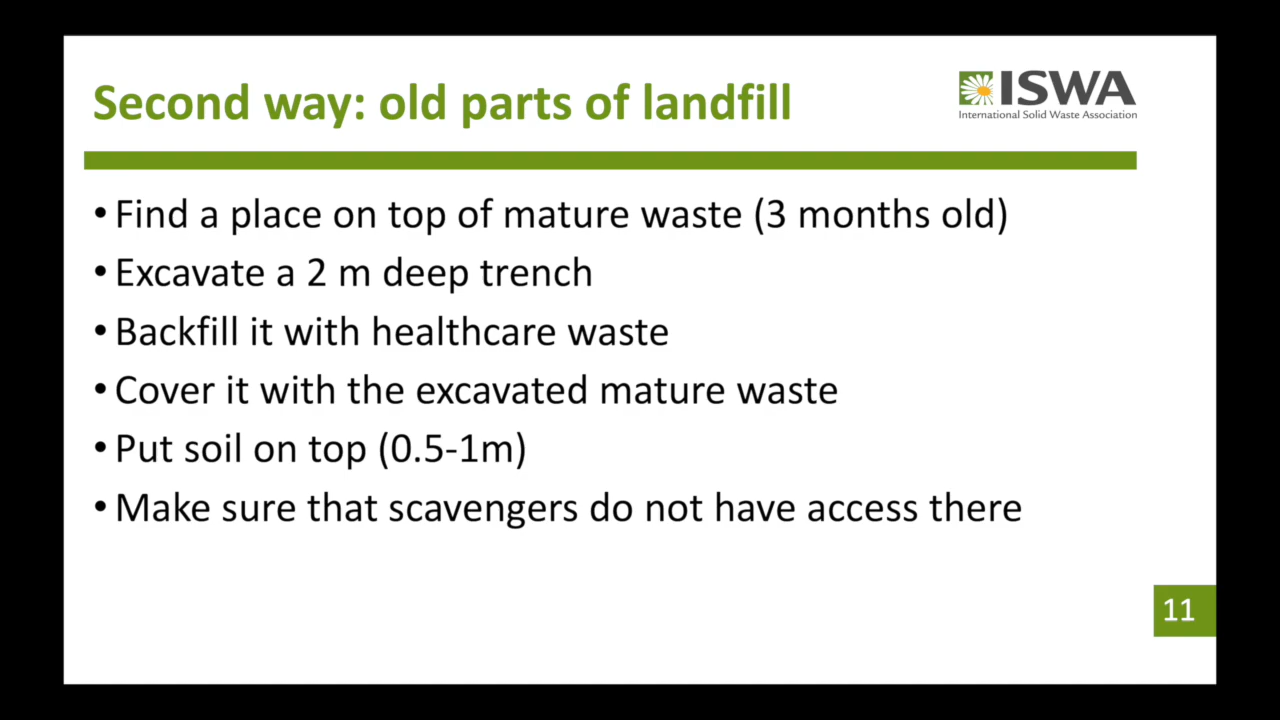 Second way: old parts of landfill
ISWA
International Solid Waste Association
• Find a place on top of mature waste (3 months old)
• Excavate a 2 m deep trench
• Backfill it with healthcare waste
• Cover it with the excavated mature waste
• Put soil on top (0.5-1m)
• Make sure that scavengers do not have access there
11